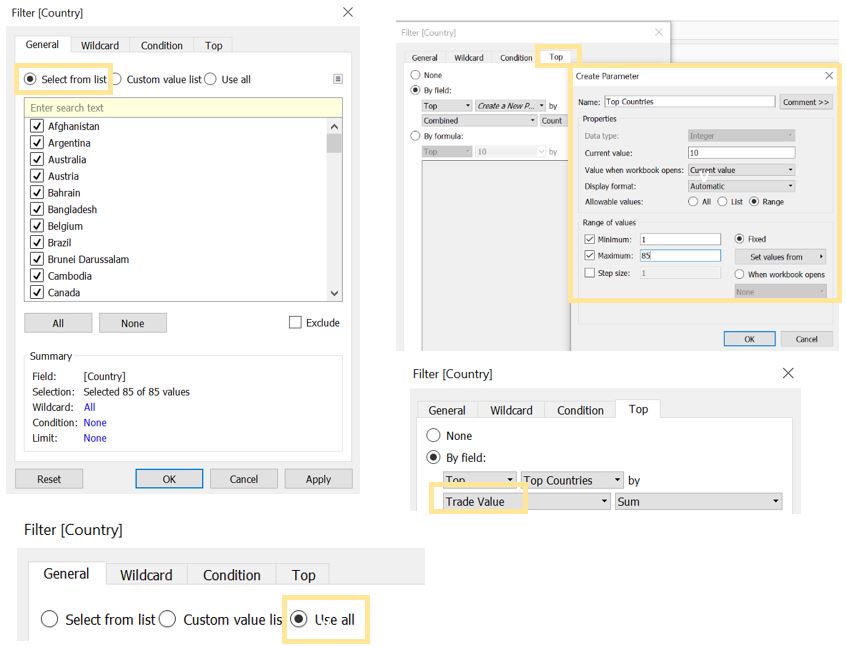 Filter [Country]
General Wildcard Condition Top
Select from list Custom value list Use all
Enter search text
Afghanistan
Argentina
Australia
Austria
Bahrain
Bangladesh
Belgium
Brazil
Brunei Darussalam
Cambodia
Canada
All None Exclude
Summary
Field: [Country]
Selection: Selected 85 of 85 values
Wildcard: All
Condition: None
Limit: None
Reset OK Cancel Apply
Filter [Country]
General Wildcard Condition Top
None
By field:
Top Create a New P... by
Combined Count
By formula:
Top 10 by
Create Parameter
Name: Top Countries Comment >>
Properties
Data type: Integer
Current value: 10
Value when workbook opens: Current value
Display format: Automatic
Allowable values: All List Range
Range of values
Minimum: 1 Fixed
Maximum: 85 Set values from
Step size: 1 When workbook opens
None
OK Cancel
Filter [Country]
General Wildcard Condition Top
None
By field:
Top Top Countries by
Trade Value Sum
Filter [Country]
General Wildcard Condition Top
Select from list Custom value lis Use all